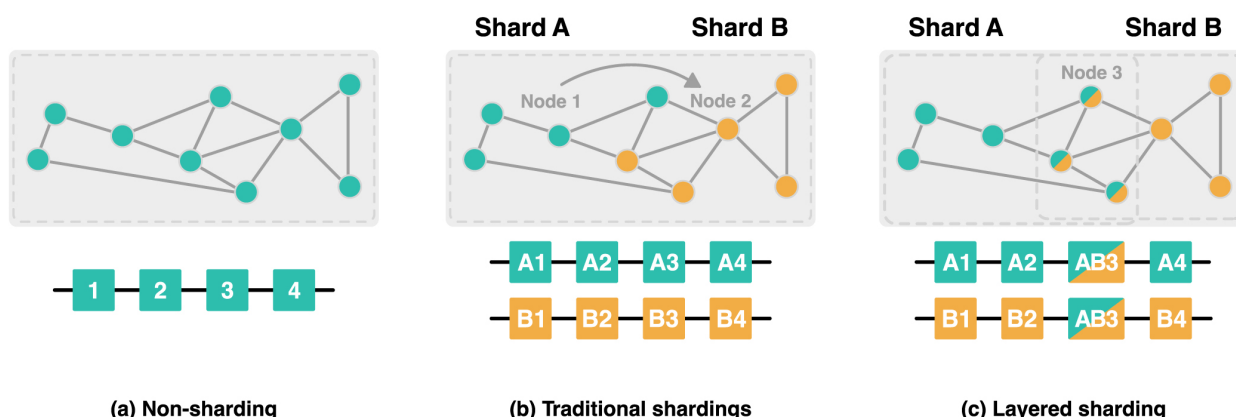 Shard A Shard B
Shard A Shard B
Node 1 Node 2
Node 3
1 2 3 4
A1 A2 A3 A4
B1 B2 B3 B4
A1 A2 AB3 A4
B1 B2 AB3 B4
(a) Non-sharding
(b) Traditional shardings
(c) Layered sharding